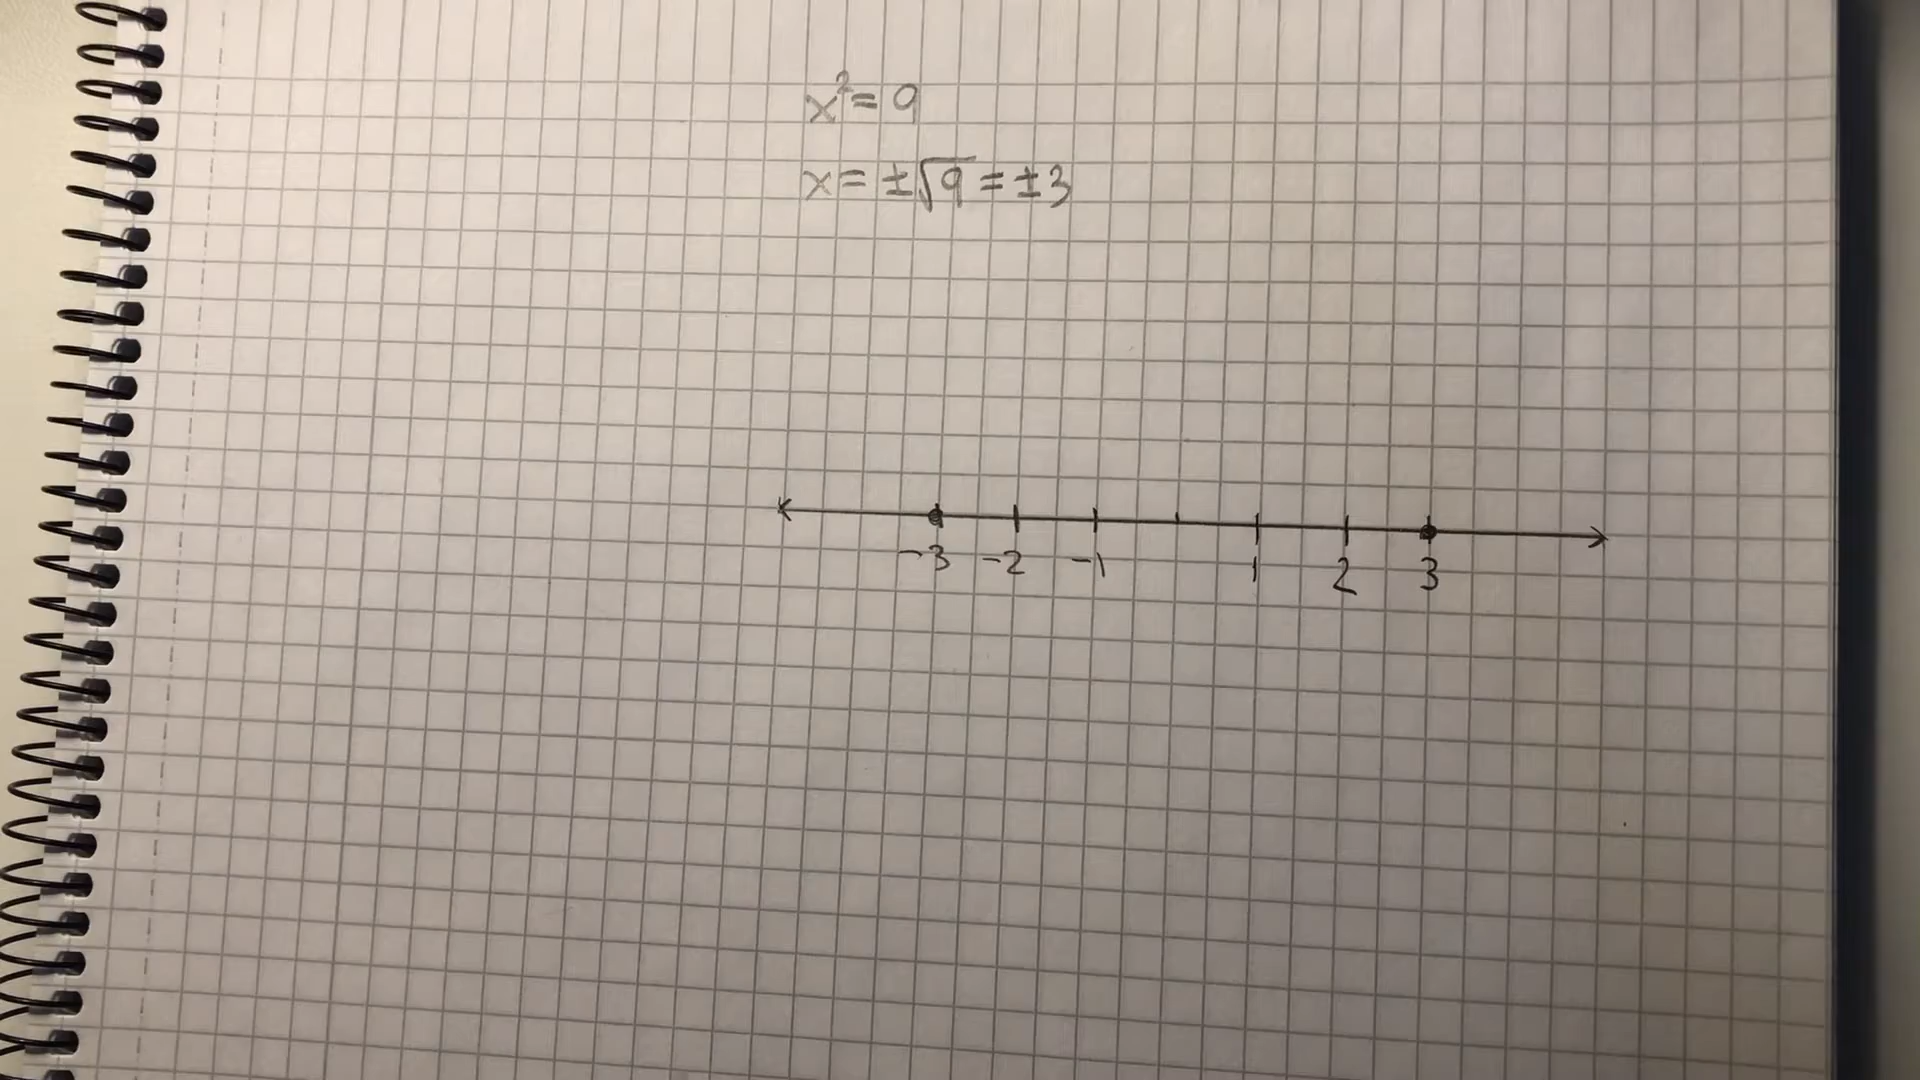 x² = 9
x = ±√9 = ±3
-3 -2 -1 1 2 3